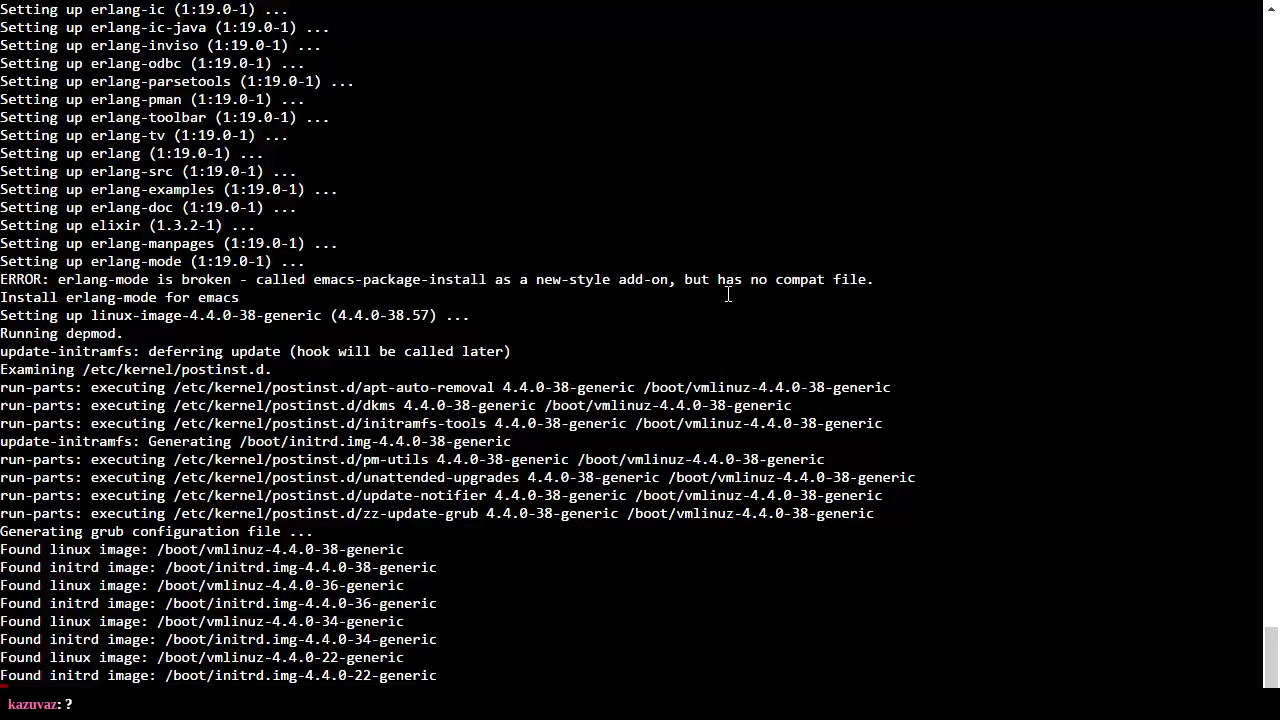 Setting up erlang-ic (1:19.0-1) ...
Setting up erlang-ic-java (1:19.0-1) ...
Setting up erlang-inviso (1:19.0-1) ...
Setting up erlang-odbc (1:19.0-1) ...
Setting up erlang-parsetools (1:19.0-1) ...
Setting up erlang-pman (1:19.0-1) ...
Setting up erlang-toolbar (1:19.0-1) ...
Setting up erlang-tv (1:19.0-1) ...
Setting up erlang (1:19.0-1) ...
Setting up erlang-src (1:19.0-1) ...
Setting up erlang-examples (1:19.0-1) ...
Setting up erlang-doc (1:19.0-1) ...
Setting up elixir (1.3.2-1) ...
Setting up erlang-manpages (1:19.0-1) ...
Setting up erlang-mode (1:19.0-1) ...
ERROR: erlang-mode is broken - called emacs-package-install as a new-style add-on, but has no compat file.
Install erlang-mode for emacs
Setting up linux-image-4.4.0-38-generic (4.4.0-38.57) ...
Running depmod.
update-initramfs: deferring update (hook will be called later)
Examining /etc/kernel/postinst.d.
run-parts: executing /etc/kernel/postinst.d/apt-auto-removal 4.4.0-38-generic /boot/vmlinuz-4.4.0-38-generic
run-parts: executing /etc/kernel/postinst.d/dkms 4.4.0-38-generic /boot/vmlinuz-4.4.0-38-generic
run-parts: executing /etc/kernel/postinst.d/initramfs-tools 4.4.0-38-generic /boot/vmlinuz-4.4.0-38-generic
update-initramfs: Generating /boot/initrd.img-4.4.0-38-generic
run-parts: executing /etc/kernel/postinst.d/pm-utils 4.4.0-38-generic /boot/vmlinuz-4.4.0-38-generic
run-parts: executing /etc/kernel/postinst.d/unattended-upgrades 4.4.0-38-generic /boot/vmlinuz-4.4.0-38-generic
run-parts: executing /etc/kernel/postinst.d/update-notifier 4.4.0-38-generic /boot/vmlinuz-4.4.0-38-generic
run-parts: executing /etc/kernel/postinst.d/zz-update-grub 4.4.0-38-generic /boot/vmlinuz-4.4.0-38-generic
Generating grub configuration file ...
Found linux image: /boot/vmlinuz-4.4.0-38-generic
Found initrd image: /boot/initrd.img-4.4.0-38-generic
Found linux image: /boot/vmlinuz-4.4.0-36-generic
Found initrd image: /boot/initrd.img-4.4.0-36-generic
Found linux image: /boot/vmlinuz-4.4.0-34-generic
Found initrd image: /boot/initrd.img-4.4.0-34-generic
Found linux image: /boot/vmlinuz-4.4.0-22-generic
Found initrd image: /boot/initrd.img-4.4.0-22-generic
kazuvaz: ?